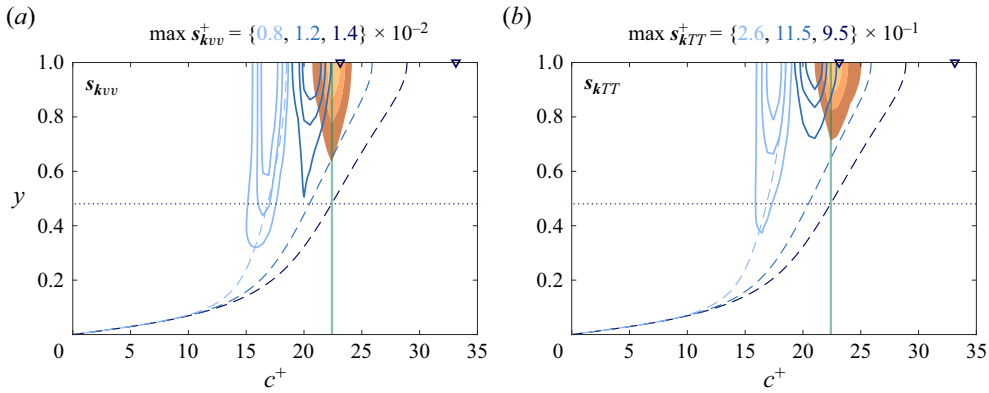 (a)
max s⁺ₖᵥᵥ = {0.8, 1.2, 1.4} × 10⁻²
1.0
sₖᵥᵥ
0.8
0.6
y
0.4
0.2
0 5 10 15 20 25 30 35
c⁺
(b)
max s⁺ₖTT = {2.6, 11.5, 9.5} × 10⁻¹
1.0
sₖTT
0.8
0.6
0.4
0.2
0 5 10 15 20 25 30 35
c⁺